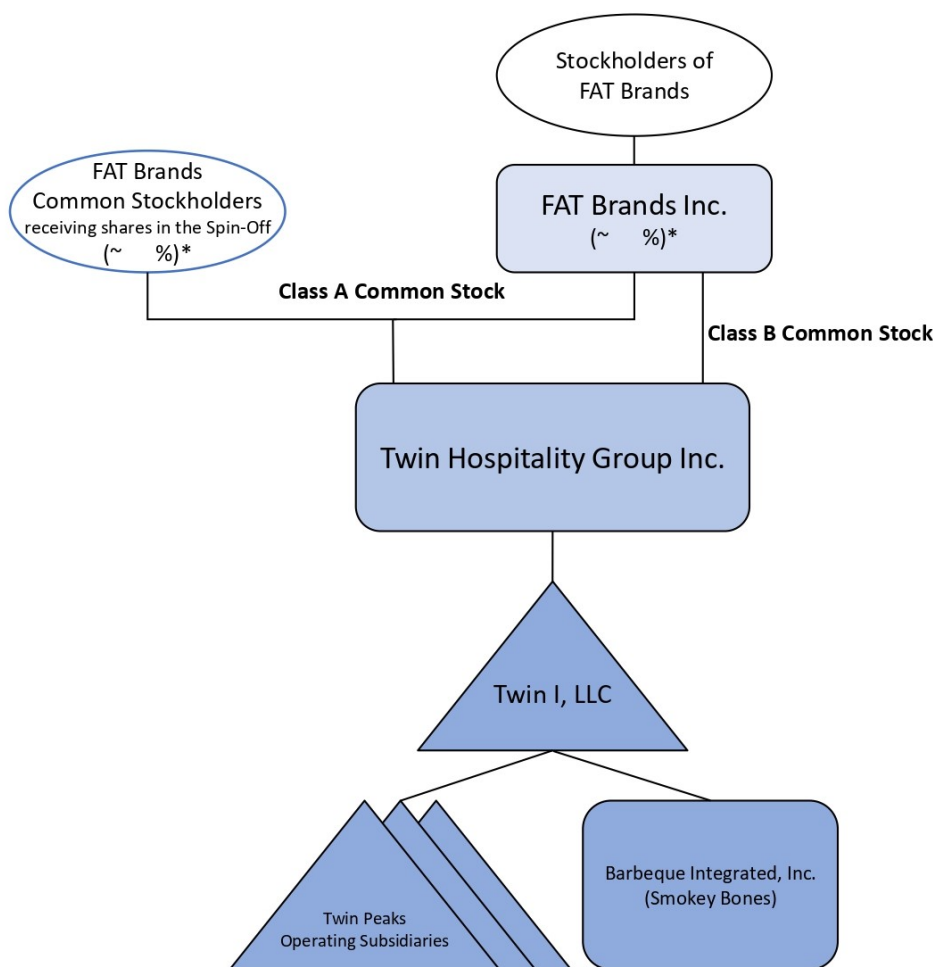 Stockholders of
FAT Brands
FAT Brands
Common Stockholders
receiving shares in the Spin-Off
(~ %)*
FAT Brands Inc.
(~ %)*
Class A Common Stock
Class B Common Stock
Twin Hospitality Group Inc.
Twin I, LLC
Twin Peaks
Operating Subsidiaries
Barbeque Integrated, Inc.
(Smokey Bones)